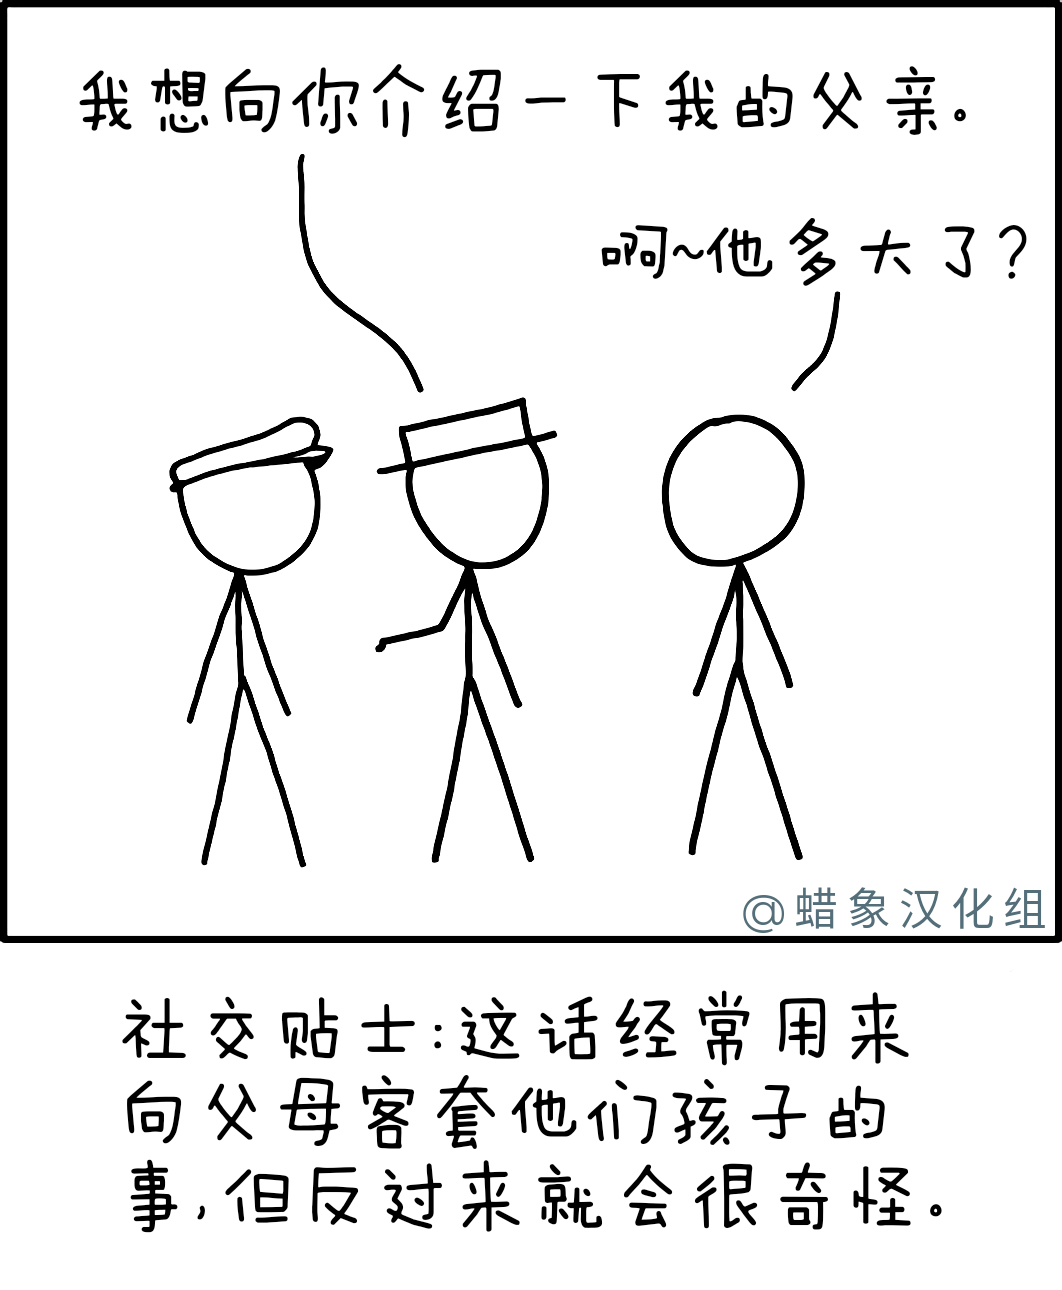 我想向你介绍一下我的父亲。
啊~他多大了?
@蜡象汉化组
社交贴士:这话经常用来
向父母客套他们孩子的
事,但反过来就会很奇怪。